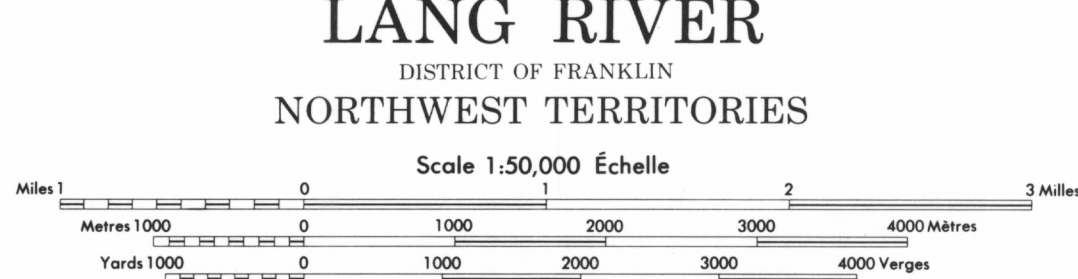 LANG RIVER
DISTRICT OF FRANKLIN
NORTHWEST TERRITORIES
Scale 1:50,000 Échelle
Miles 1 0 1 2 3 Milles
Metres 1000 0 1000 2000 3000 4000 Mètres
Yards 1000 0 1000 2000 3000 4000 Verges